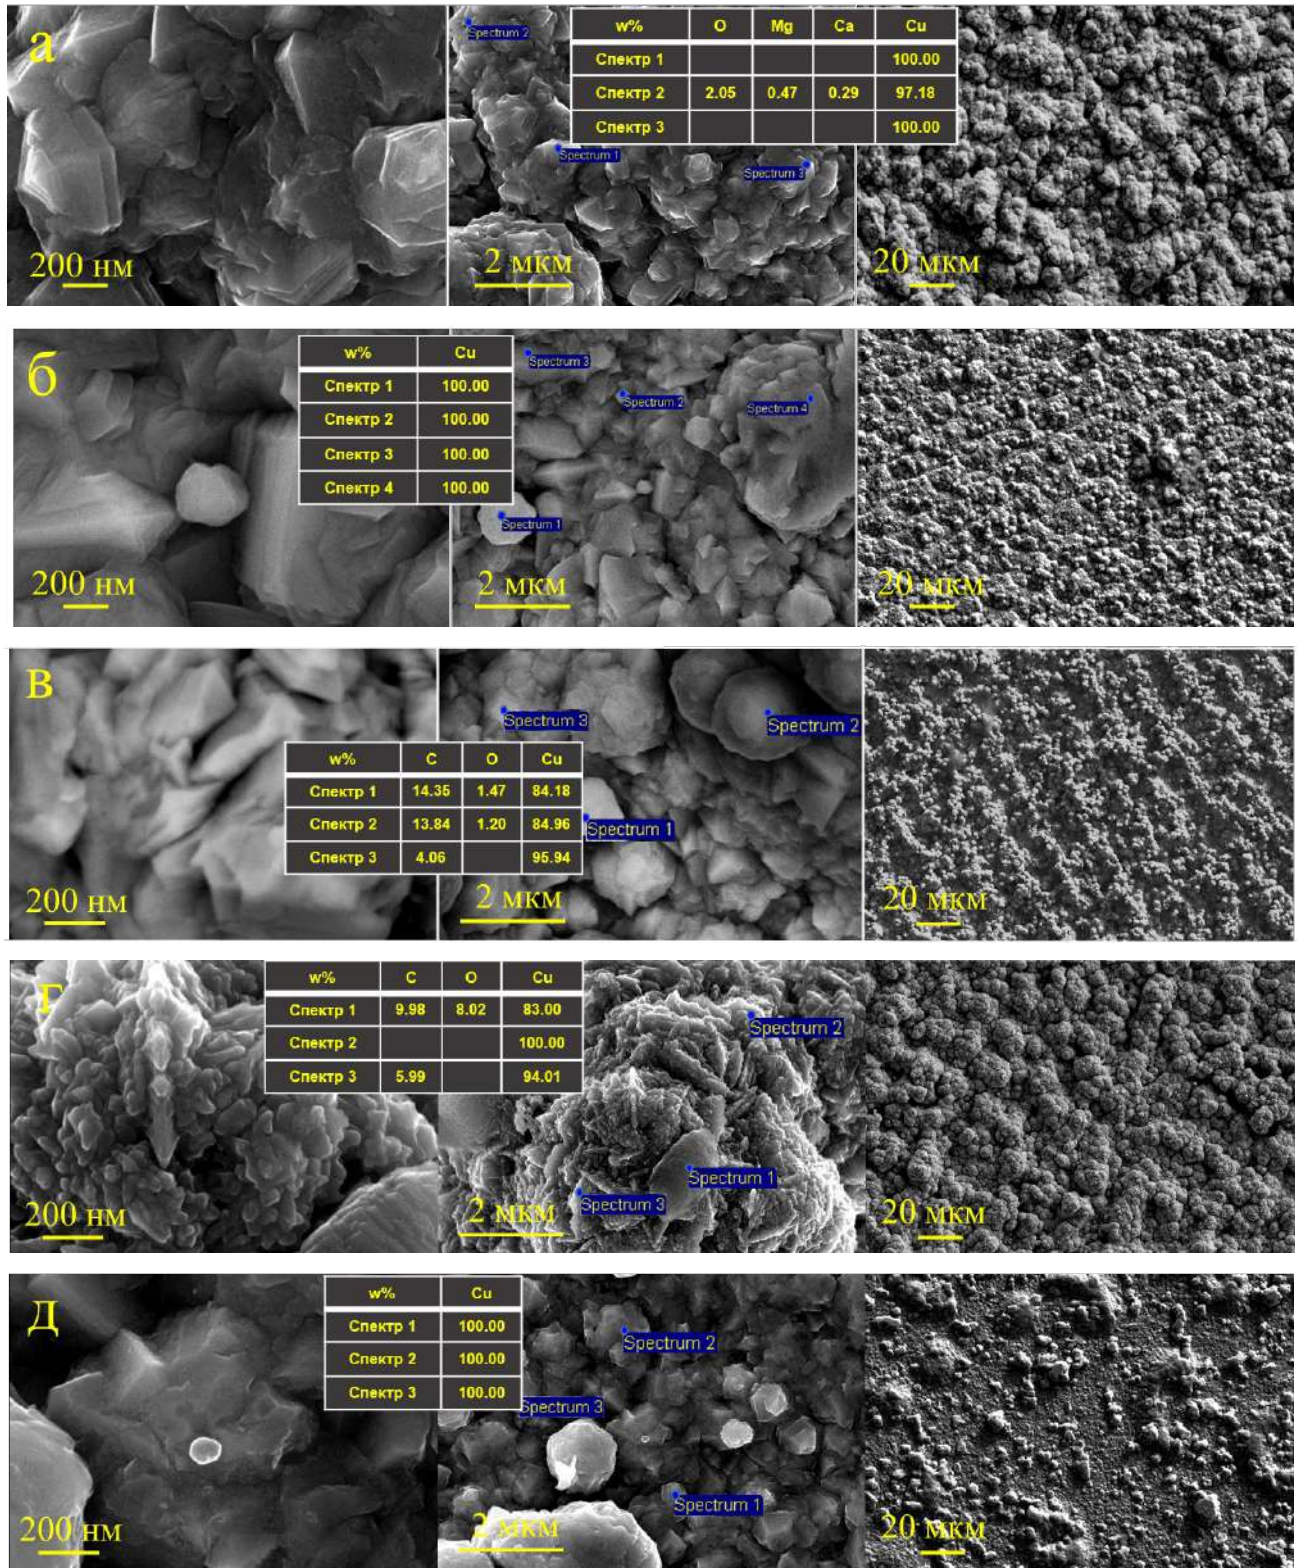 а
Spectrum 2
w% O Mg Ca Cu
Спектр 1 100.00
Спектр 2 2.05 0.47 0.29 97.18
Спектр 3 100.00
Spectrum 1
Spectrum 3
200 нм
2 мкм
20 мкм
б
w% Cu
Спектр 1 100.00
Спектр 2 100.00
Спектр 3 100.00
Спектр 4 100.00
Spectrum 3
Spectrum 2
Spectrum 4
Spectrum 1
200 нм
2 мкм
20 мкм
в
Spectrum 3
Spectrum 2
w% C O Cu
Спектр 1 14.35 1.47 84.18
Спектр 2 13.84 1.20 84.96
Спектр 3 4.06 95.94
Spectrum 1
200 нм
2 мкм
20 мкм
г
w% C O Cu
Спектр 1 9.98 8.02 83.00
Спектр 2 100.00
Спектр 3 5.99 94.01
Spectrum 2
Spectrum 1
Spectrum 3
200 нм
2 мкм
20 мкм
д
w% Cu
Спектр 1 100.00
Спектр 2 100.00
Спектр 3 100.00
Spectrum 2
Spectrum 3
Spectrum 1
200 нм
2 мкм
20 мкм